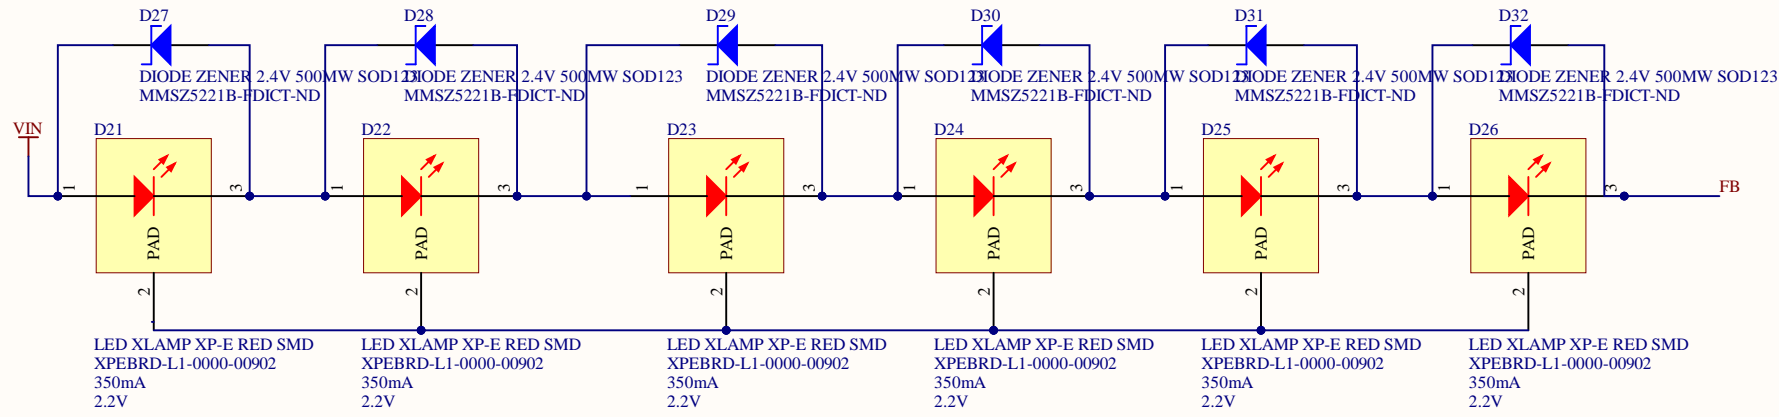 D27
D28
D29
D30
D31
D32
DIODE ZENER 2.4V 500MW SOD123
MMSZ5221B-FDICT-ND
DIODE ZENER 2.4V 500MW SOD123
MMSZ5221B-FDICT-ND
DIODE ZENER 2.4V 500MW SOD123
MMSZ5221B-FDICT-ND
DIODE ZENER 2.4V 500MW SOD123
MMSZ5221B-FDICT-ND
DIODE ZENER 2.4V 500MW SOD123
MMSZ5221B-FDICT-ND
DIODE ZENER 2.4V 500MW SOD123
MMSZ5221B-FDICT-ND
VIN
D21
D22
D23
D24
D25
D26
1
3
1
3
1
3
1
3
1
3
1
3
FB
PAD
PAD
PAD
PAD
PAD
PAD
2
2
2
2
2
2
LED XLAMP XP-E RED SMD
XPEBRD-L1-0000-00902
350mA
2.2V
LED XLAMP XP-E RED SMD
XPEBRD-L1-0000-00902
350mA
2.2V
LED XLAMP XP-E RED SMD
XPEBRD-L1-0000-00902
350mA
2.2V
LED XLAMP XP-E RED SMD
XPEBRD-L1-0000-00902
350mA
2.2V
LED XLAMP XP-E RED SMD
XPEBRD-L1-0000-00902
350mA
2.2V
LED XLAMP XP-E RED SMD
XPEBRD-L1-0000-00902
350mA
2.2V